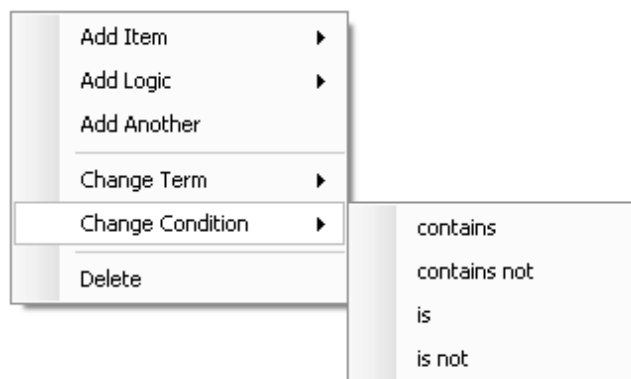 Add Item
Add Logic
Add Another
Change Term
Change Condition
Delete
contains
contains not
is
is not